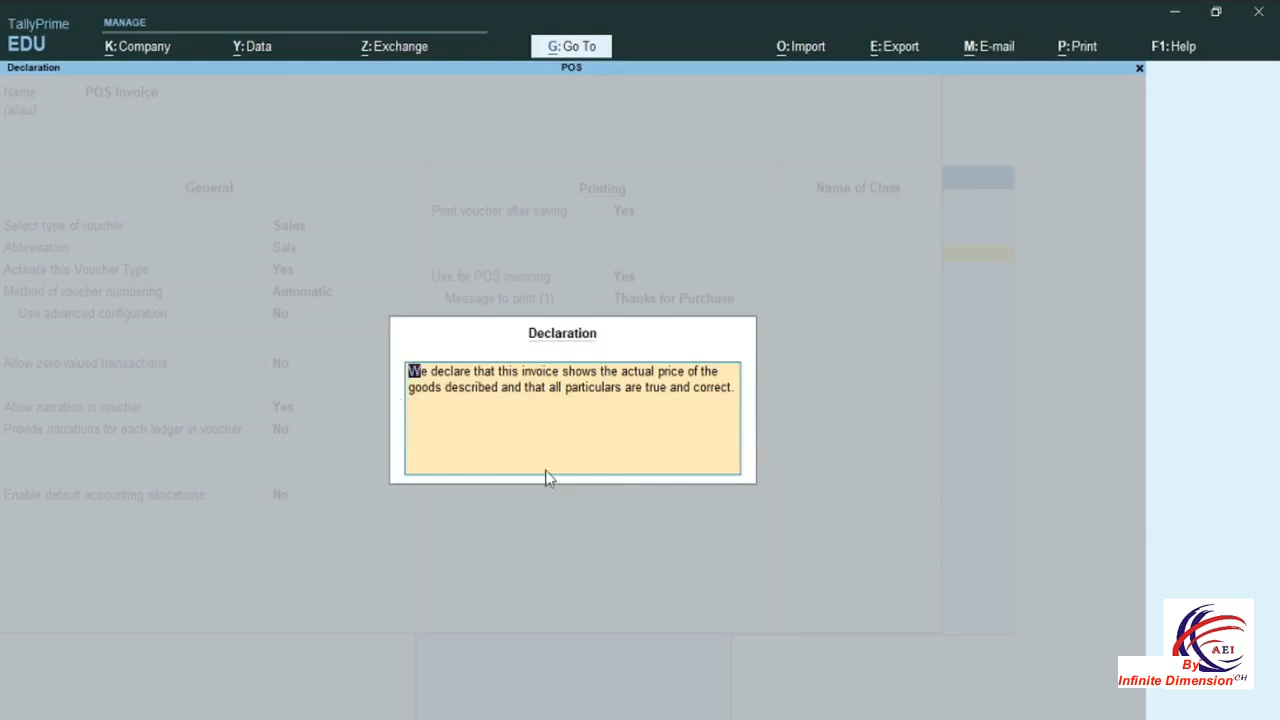 TallyPrime
EDU
MANAGE
K: Company
Y: Data
Z: Exchange
G: Go To
O: Import
E: Export
M: E-mail
P: Print
F1: Help
Declaration
POS
Name : POS Invoice
(alias)
General
Printing
Name of Class
Select type of voucher : Sales
Abbreviation : Sale
Activate this Voucher Type : Yes
Method of voucher numbering : Automatic
Use advanced configuration : No
Allow zero-valued transactions : No
Allow narration in voucher : Yes
Provide narrations for each ledger in voucher : No
Enable default accounting allocations : No
Print voucher after saving : Yes
Use for POS invoicing : Yes
Message to print (1) : Thanks for Purchase
Declaration
We declare that this invoice shows the actual price of the
goods described and that all particulars are true and correct.
AEI
By
Infinite Dimension